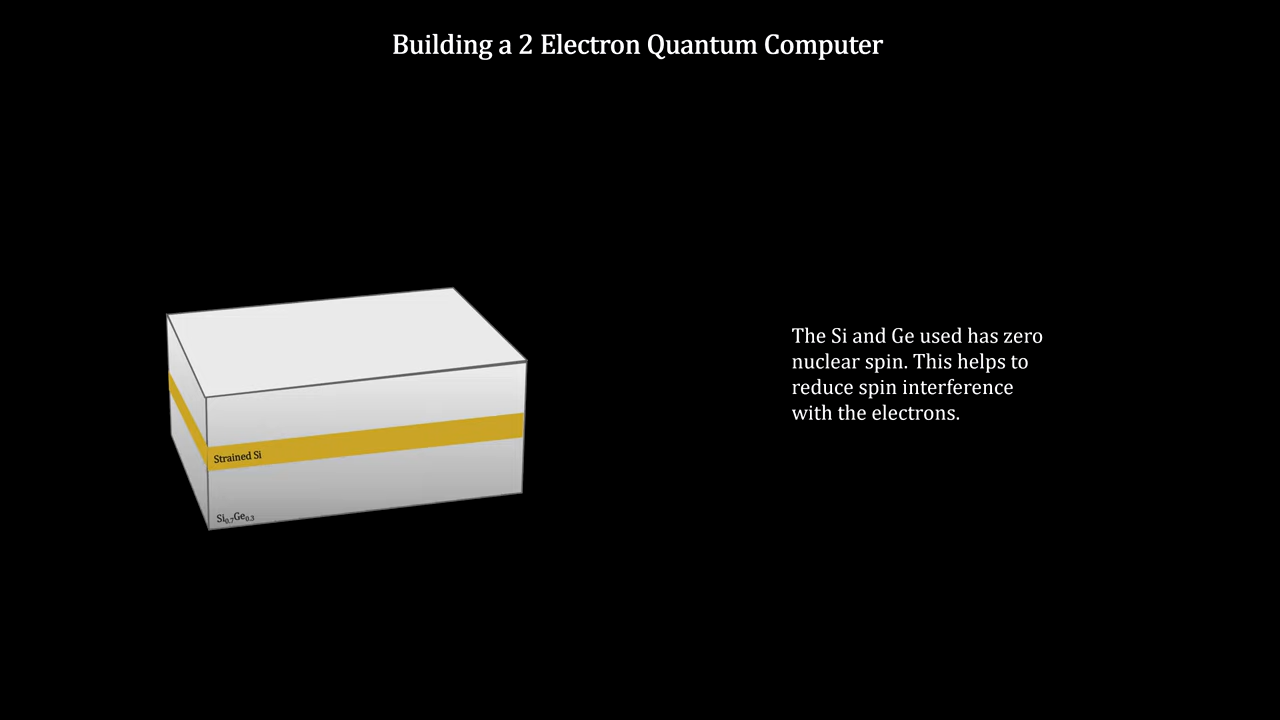 Building a 2 Electron Quantum Computer
The Si and Ge used has zero
nuclear spin. This helps to
reduce spin interference
with the electrons.
Strained Si
Si₀.₇Ge₀.₃